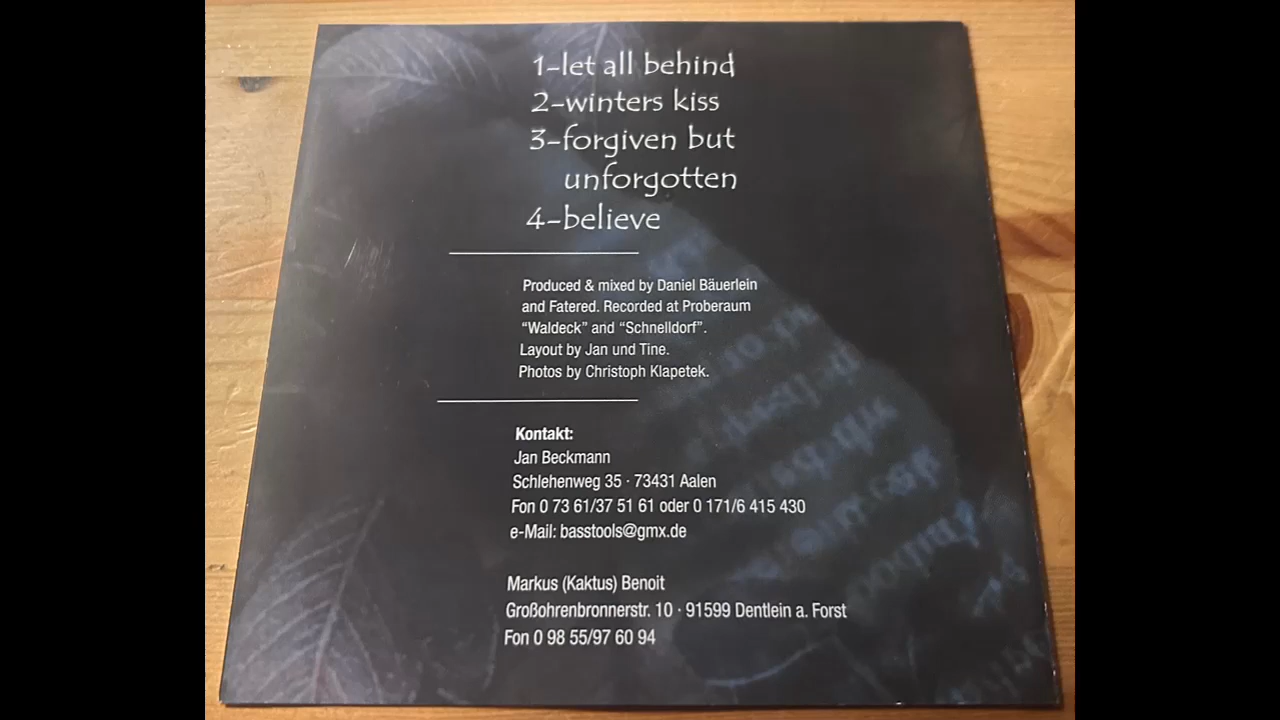 1-let all behind
2-winters kiss
3-forgiven but
unforgotten
4-believe
Produced & mixed by Daniel Bäuerlein
and Fatered. Recorded at Proberaum
“Waldeck” and “Schnelldorf”.
Layout by Jan und Tine.
Photos by Christoph Klapetek.
Kontakt:
Jan Beckmann
Schlehenweg 35 · 73431 Aalen
Fon 0 73 61/37 51 61 oder 0 171/6 415 430
e-Mail: basstools@gmx.de
Markus (Kaktus) Benoit
Großohrenbronnerstr. 10 · 91599 Dentlein a. Forst
Fon 0 98 55/97 60 94